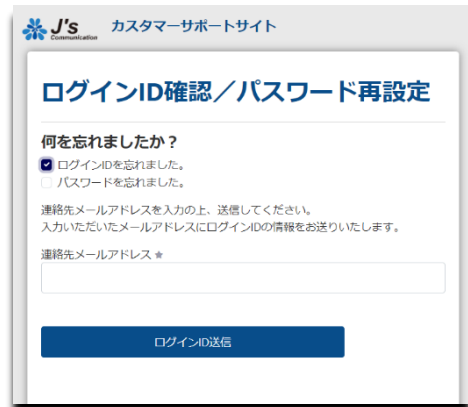 J's Communication カスタマーサポートサイト
ログインID確認／パスワード再設定
何を忘れましたか？
ログインIDを忘れました。
パスワードを忘れました。
連絡先メールアドレスを入力の上、送信してください。
入力いただいたメールアドレスにログインIDの情報をお送りいたします。
連絡先メールアドレス ★
ログインID送信